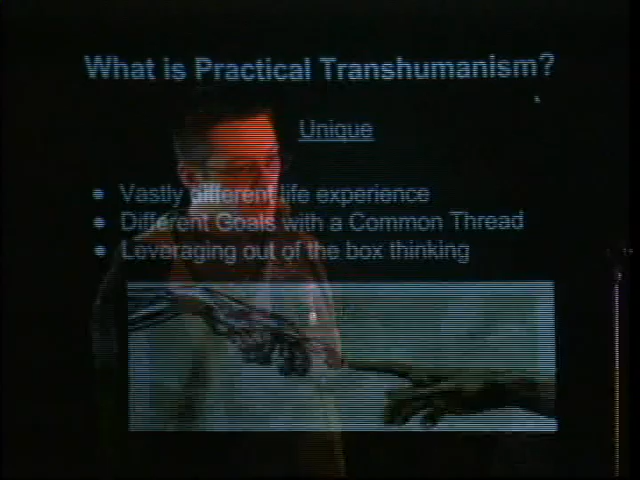 What is Practical Transhumanism?
Unique
Vastly different life experience
Different Goals with a Common Thread
Leveraging out of the box thinking